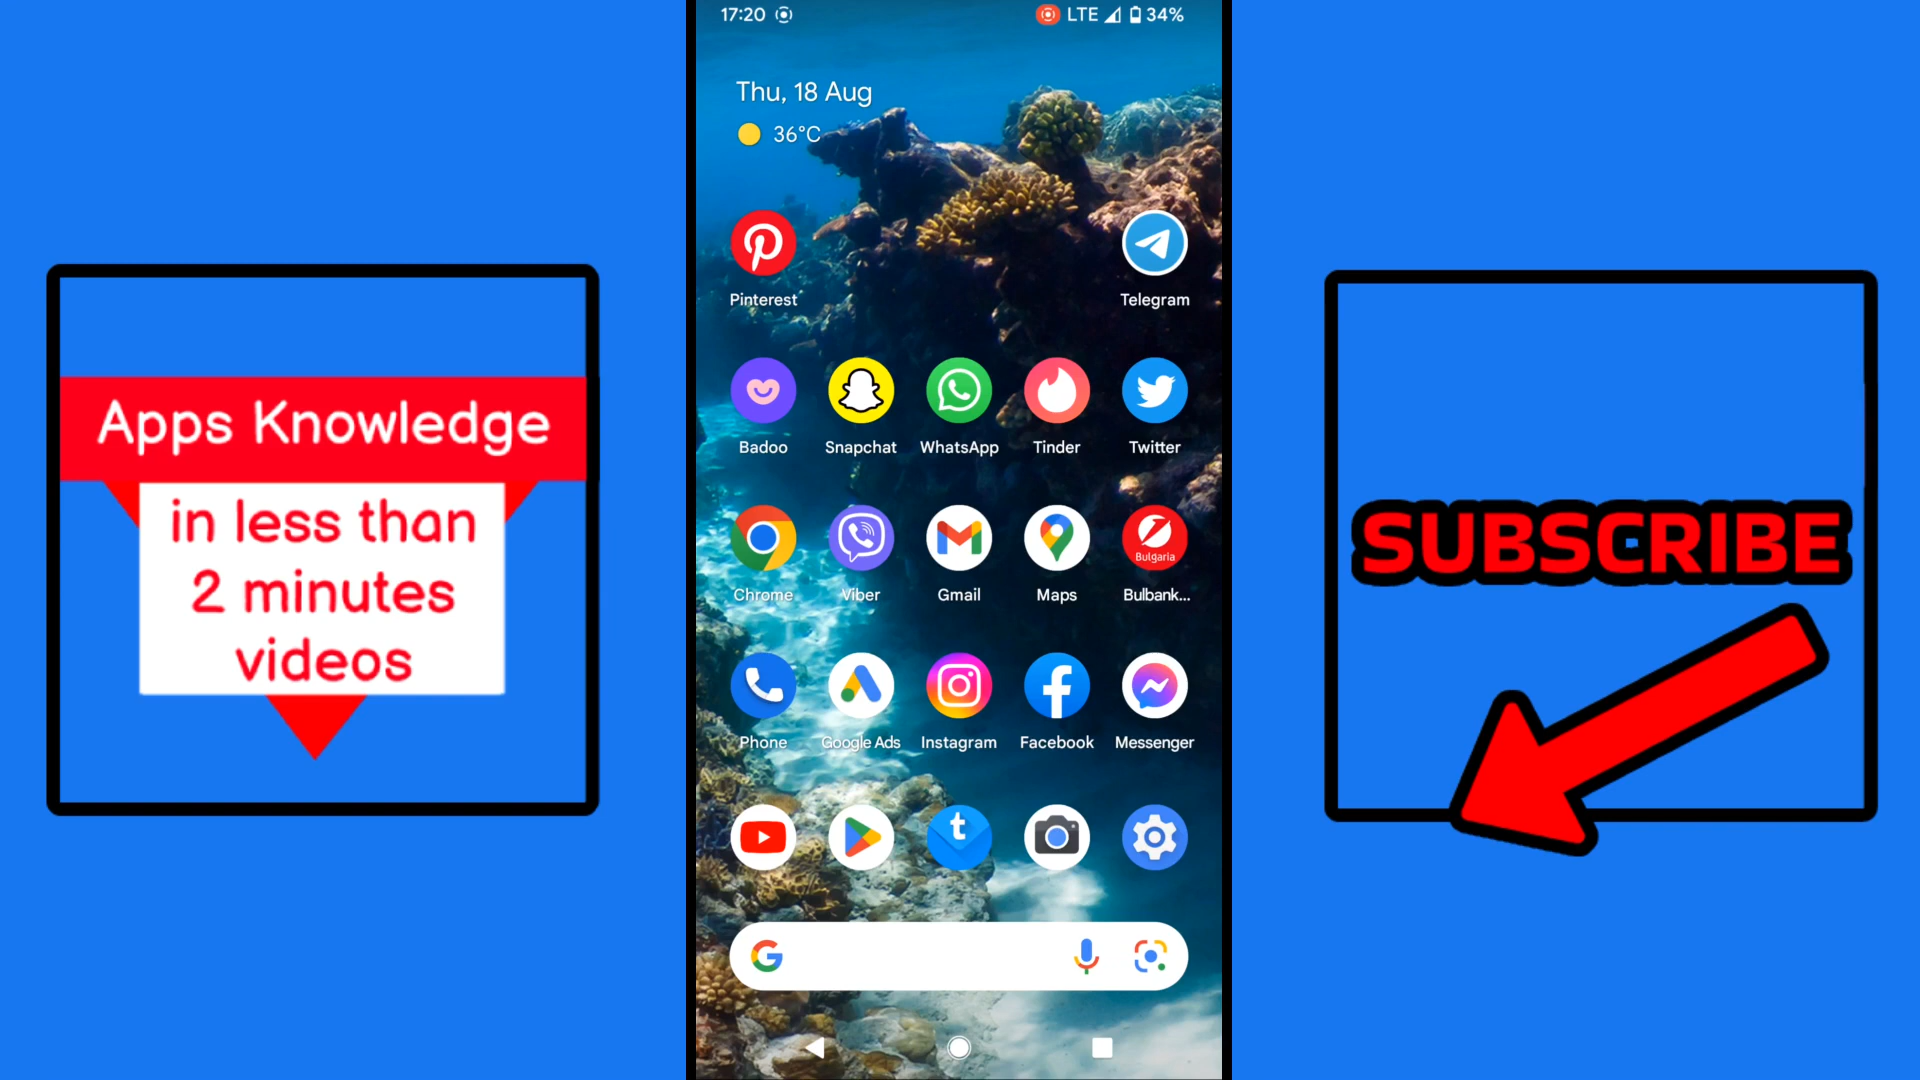 17:20
LTE 34%
Thu, 18 Aug
36°C
Pinterest
Telegram
Badoo
Snapchat
WhatsApp
Tinder
Twitter
Bulgaria
Chrome
Viber
Gmail
Maps
Bulbank...
Phone
Google Ads
Instagram
Facebook
Messenger
t
G
Apps Knowledge
in less than
2 minutes
videos
SUBSCRIBE